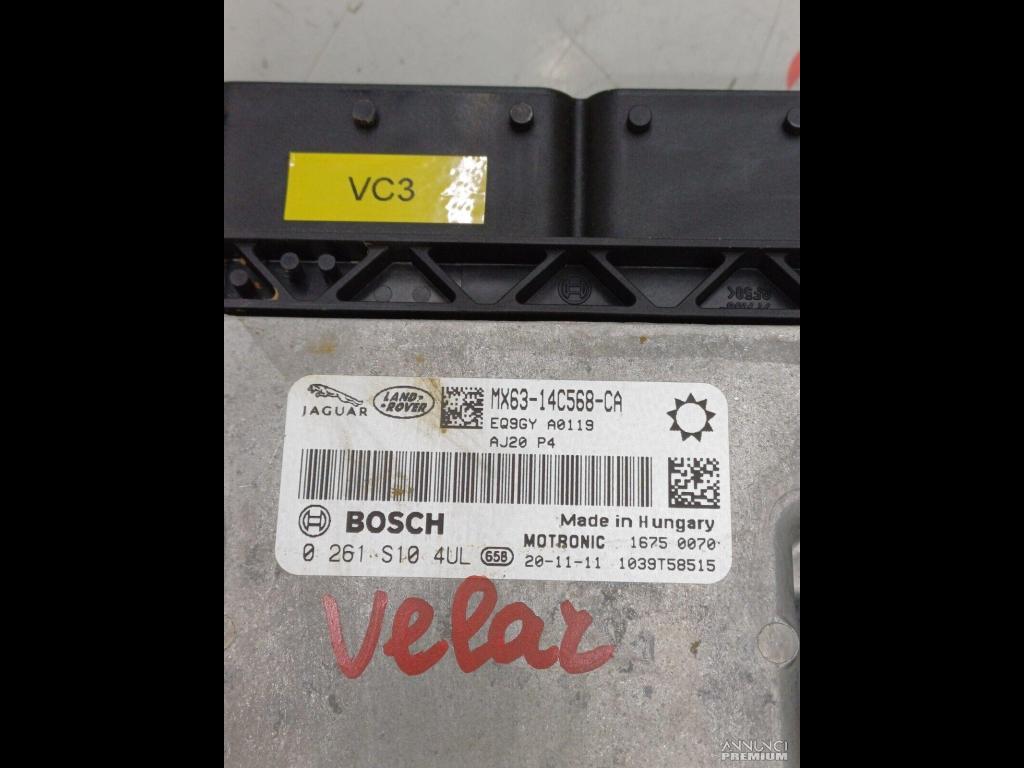 VC3
JAGUAR
LAND-
-ROVER
MX63-14C568-CA
EQ9GY A0119
AJ20 P4
BOSCH
Made in Hungary
MOTRONIC 1675 0070
0 261 S10 4UL 65B 20-11-11 1039T58515
Velar
ANNUNCI
PREMIUM